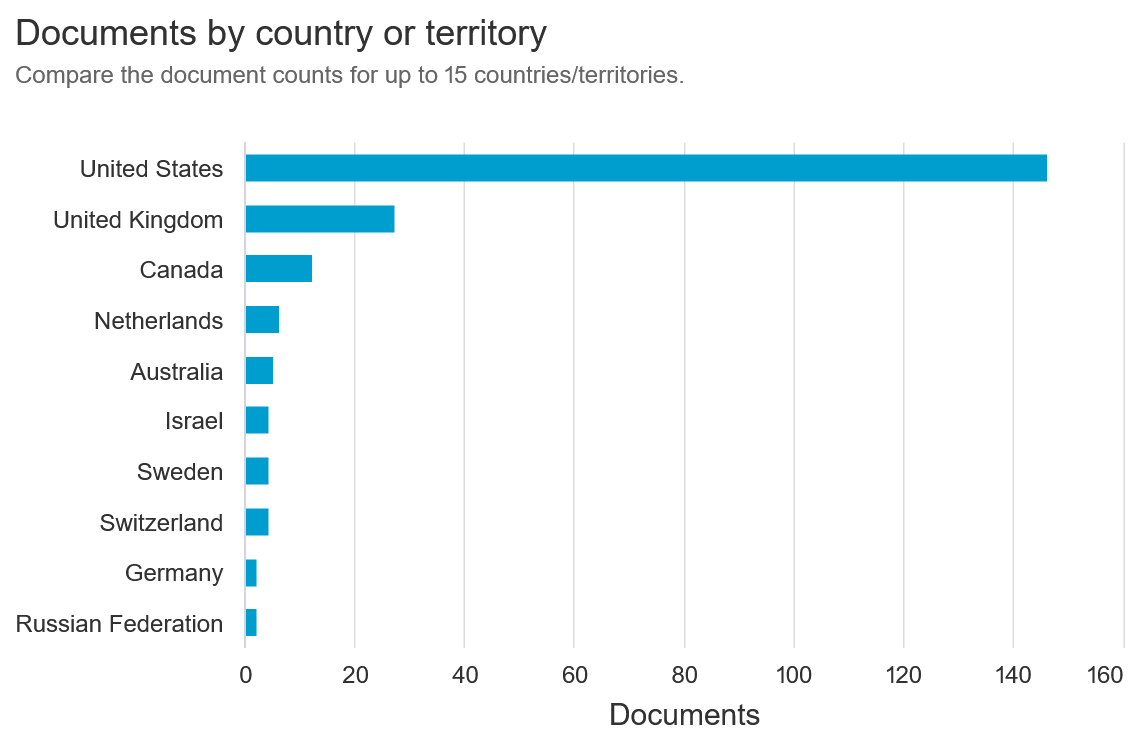 Documents by country or territory
Compare the document counts for up to 15 countries/territories.
United States
United Kingdom
Canada
Netherlands
Australia
Israel
Sweden
Switzerland
Germany
Russian Federation
0 20 40 60 80 100 120 140 160
Documents